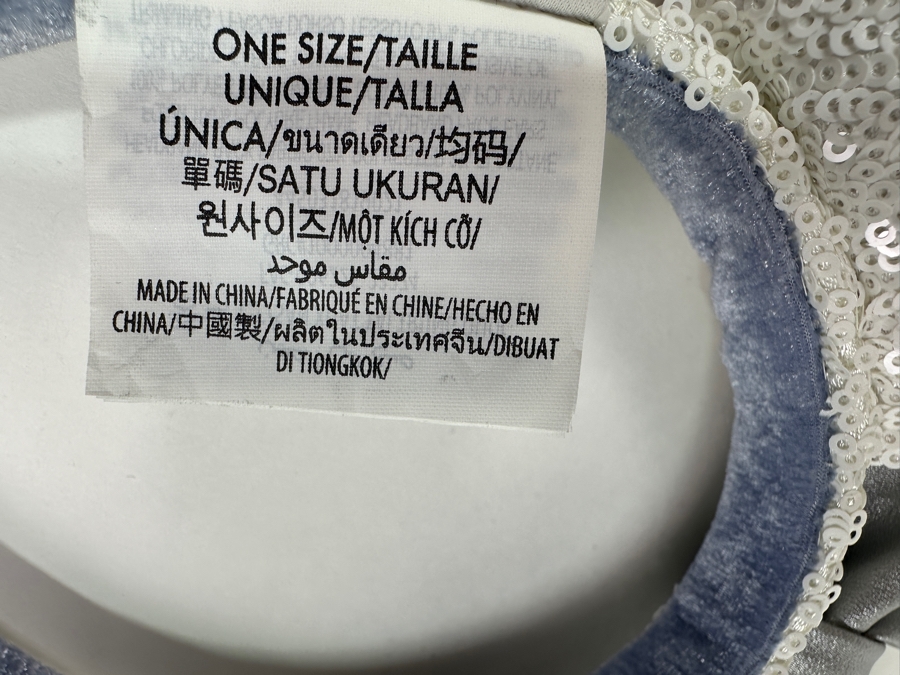 ONE SIZE/TAILLE
UNIQUE/TALLA
ÚNICA/ขนาดเดียว/均码/
單碼/SATU UKURAN/
원사이즈/MỘT KÍCH CỠ/
مقاس موحد
MADE IN CHINA/FABRIQUÉ EN CHINE/HECHO EN
CHINA/中國製/ผลิตในประเทศจีน/DIBUAT
DI TIONGKOK/